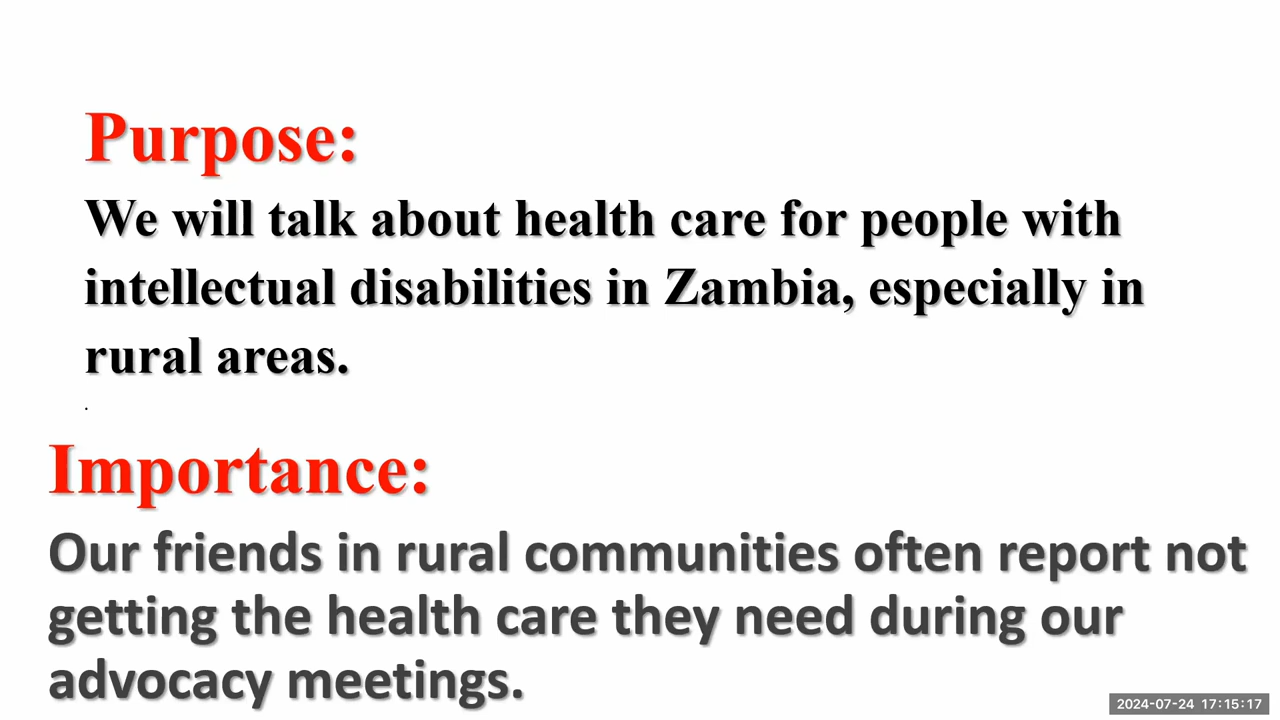 Purpose:
We will talk about health care for people with
intellectual disabilities in Zambia, especially in
rural areas.
.
Importance:
Our friends in rural communities often report not
getting the health care they need during our
advocacy meetings.
2024-07-24 17:15:17